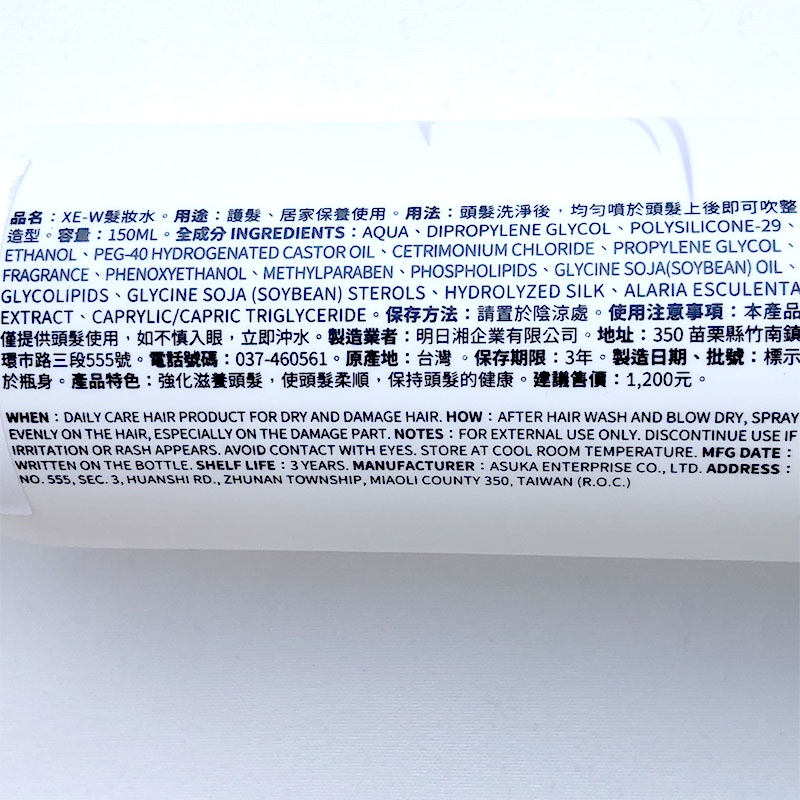 品名：XE-W髮妝水。用途：護髮、居家保養使用。用法：頭髮洗淨後，均勻噴於頭髮上後即可吹整
造型。容量：150ML。全成分 INGREDIENTS：AQUA、DIPROPYLENE GLYCOL、POLYSILICONE-29、
ETHANOL、PEG-40 HYDROGENATED CASTOR OIL、CETRIMONIUM CHLORIDE、PROPYLENE GLYCOL、
FRAGRANCE、PHENOXYETHANOL、METHYLPARABEN、PHOSPHOLIPIDS、GLYCINE SOJA(SOYBEAN) OIL、
GLYCOLIPIDS、GLYCINE SOJA (SOYBEAN) STEROLS、HYDROLYZED SILK、ALARIA ESCULENTA
EXTRACT、CAPRYLIC/CAPRIC TRIGLYCERIDE。保存方法：請置於陰涼處。使用注意事項：本產品
僅提供頭髮使用，如不慎入眼，立即沖水。製造業者：明日湘企業有限公司。地址：350 苗栗縣竹南鎮
環市路三段555號。電話號碼：037-460561。原產地：台灣。保存期限：3年。製造日期、批號：標示
於瓶身。產品特色：強化滋養頭髮，使頭髮柔順，保持頭髮的健康。建議售價：1,200元。
WHEN：DAILY CARE HAIR PRODUCT FOR DRY AND DAMAGE HAIR. HOW：AFTER HAIR WASH AND BLOW DRY, SPRAY
EVENLY ON THE HAIR, ESPECIALLY ON THE DAMAGE PART. NOTES：FOR EXTERNAL USE ONLY. DISCONTINUE USE IF
IRRITATION OR RASH APPEARS. AVOID CONTACT WITH EYES. STORE AT COOL ROOM TEMPERATURE. MFG DATE：
WRITTEN ON THE BOTTLE. SHELF LIFE：3 YEARS. MANUFACTURER：ASUKA ENTERPRISE CO., LTD. ADDRESS：
NO. 555, SEC. 3, HUANSHI RD., ZHUNAN TOWNSHIP, MIAOLI COUNTY 350, TAIWAN (R.O.C.)